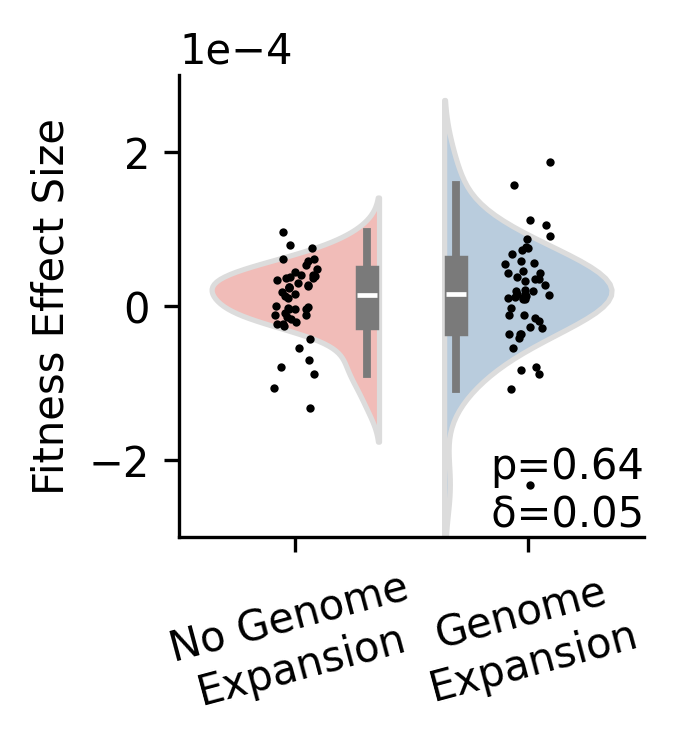 1e−4
Fitness Effect Size
2
0
−2
p=0.64
δ=0.05
No Genome
Expansion
Genome
Expansion